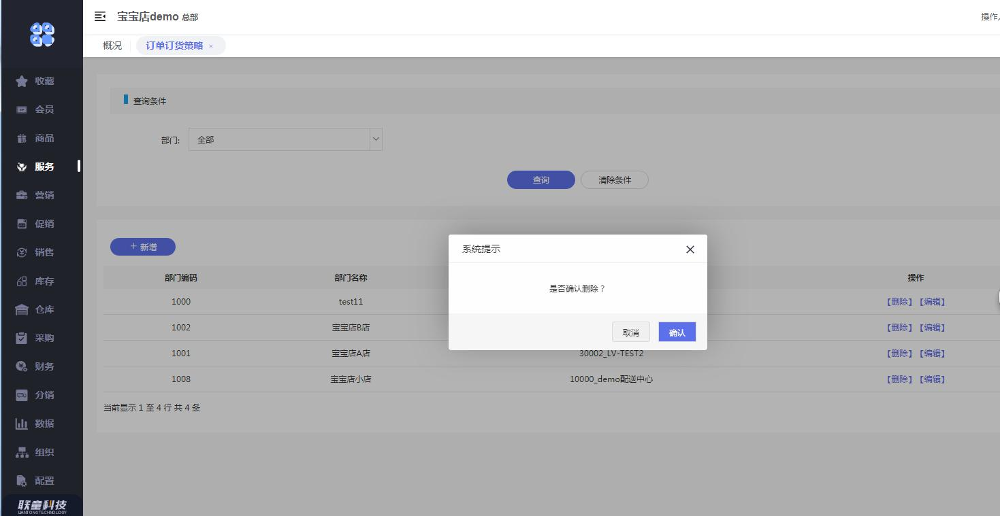 宝宝店demo 总部
操作人
概况
订单订货策略 ×
收藏
会员
商品
服务
营销
促销
销售
库存
仓库
采购
财务
分销
数据
组织
配置
联童科技
LIANTONGTECHNOLOGY
查询条件
部门: 全部
查询 清除条件
+ 新增
部门编码 部门名称 操作
1000 test11 【删除】【编辑】
1002 宝宝店B店 【删除】【编辑】
1001 宝宝店A店 30002_LV-TEST2 【删除】【编辑】
1008 宝宝店小店 10000_demo配送中心 【删除】【编辑】
当前显示 1 至 4 行 共 4 条
系统提示
是否确认删除？
取消 确认